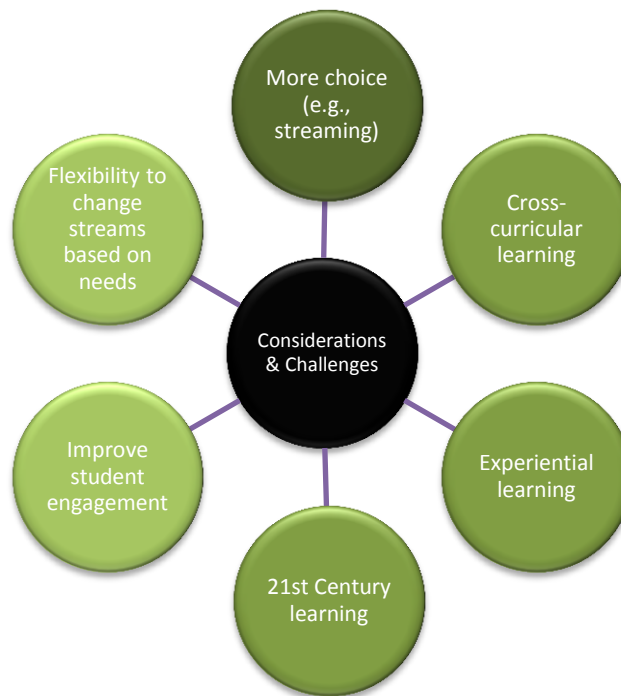 More choice
(e.g.,
streaming)
Cross-
curricular
learning
Experiential
learning
21st Century
learning
Improve
student
engagement
Flexibility to
change
streams
based on
needs
Considerations
& Challenges